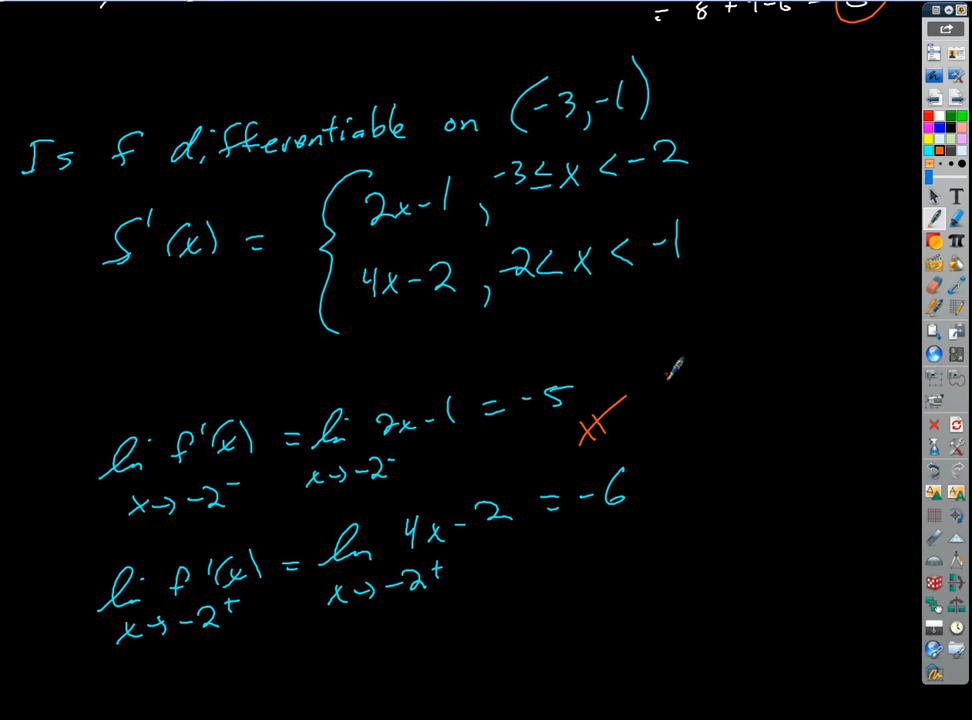 = 8 + 4 - 6 =
Is f differentiable on (-3, -1)
f'(x) = { 2x-1 , -3 ≤ x < -2
4x-2 , -2 < x < -1
lim f'(x) = lim 2x-1 = -5
x→-2⁻ x→-2⁻
lim f'(x) = lim 4x-2 = -6
x→-2⁺ x→-2⁺